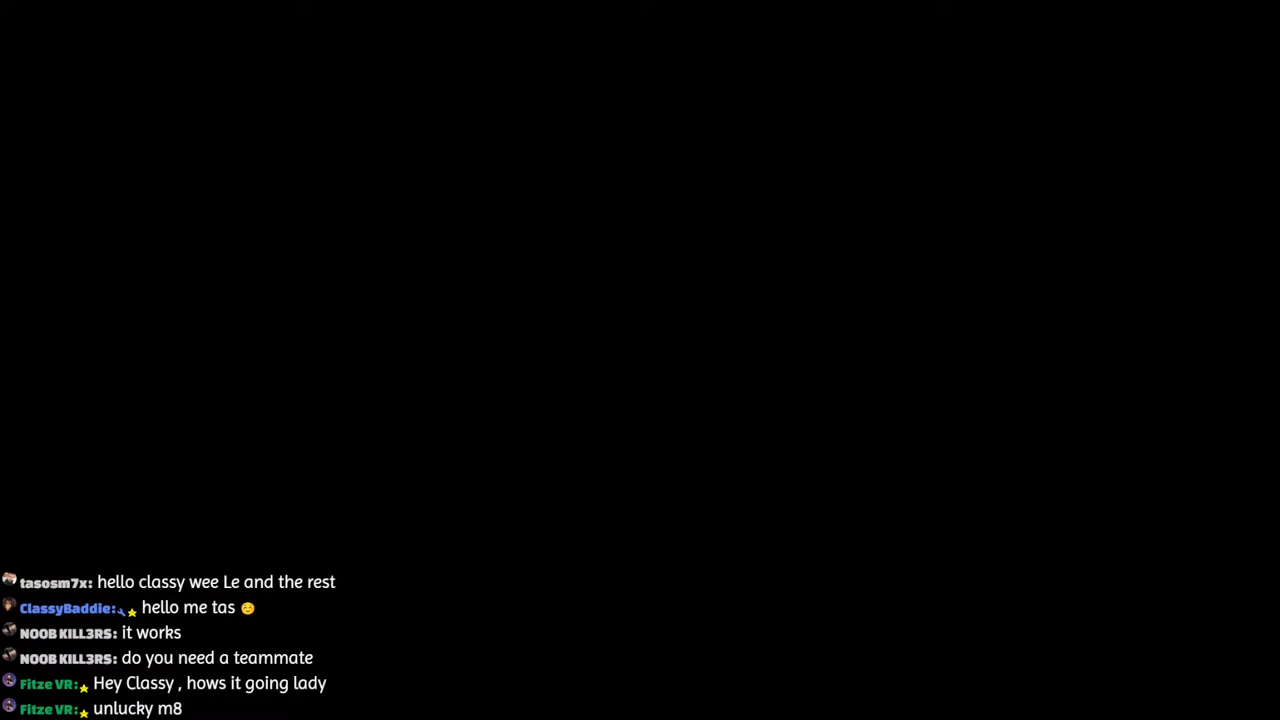 tasosm7x: hello classy wee Le and the rest
ClassyBaddie: hello me tas ☺️
NOOB KILL3RS: it works
NOOB KILL3RS: do you need a teammate
Fitze VR: Hey Classy , hows it going lady
Fitze VR: unlucky m8